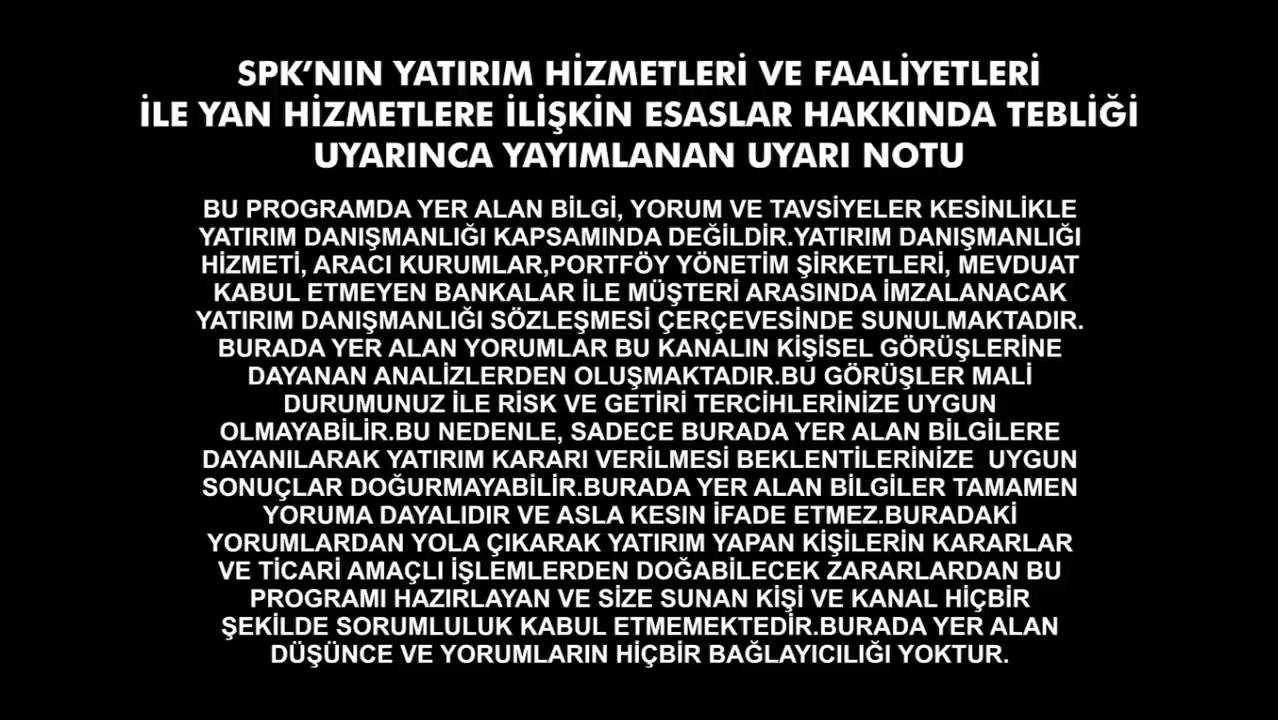 SPK’NIN YATIRIM HİZMETLERİ VE FAALİYETLERİ
İLE YAN HİZMETLERE İLİŞKİN ESASLAR HAKKINDA TEBLİĞİ
UYARINCA YAYIMLANAN UYARI NOTU
BU PROGRAMDA YER ALAN BİLGİ, YORUM VE TAVSİYELER KESİNLİKLE
YATIRIM DANIŞMANLIĞI KAPSAMINDA DEĞİLDİR.YATIRIM DANIŞMANLIĞI
HİZMETİ, ARACI KURUMLAR,PORTFÖY YÖNETİM ŞİRKETLERİ, MEVDUAT
KABUL ETMEYEN BANKALAR İLE MÜŞTERİ ARASINDA İMZALANACAK
YATIRIM DANIŞMANLIĞI SÖZLEŞMESİ ÇERÇEVESİNDE SUNULMAKTADIR.
BURADA YER ALAN YORUMLAR BU KANALIN KİŞİSEL GÖRÜŞLERİNE
DAYANAN ANALİZLERDEN OLUŞMAKTADIR.BU GÖRÜŞLER MALİ
DURUMUNUZ İLE RİSK VE GETİRİ TERCİHLERİNİZE UYGUN
OLMAYABİLİR.BU NEDENLE, SADECE BURADA YER ALAN BİLGİLERE
DAYANILARAK YATIRIM KARARI VERİLMESİ BEKLENTİLERİNİZE  UYGUN
SONUÇLAR DOĞURMAYABİLİR.BURADA YER ALAN BİLGİLER TAMAMEN
YORUMA DAYALIDIR VE ASLA KESIN İFADE ETMEZ.BURADAKİ
YORUMLARDAN YOLA ÇIKARAK YATIRIM YAPAN KİŞİLERİN KARARLAR
VE TİCARİ AMAÇLI İŞLEMLERDEN DOĞABİLECEK ZARARLARDAN BU
PROGRAMI HAZIRLAYAN VE SİZE SUNAN KİŞİ VE KANAL HİÇBİR
ŞEKİLDE SORUMLULUK KABUL ETMEMEKTEDİR.BURADA YER ALAN
DÜŞÜNCE VE YORUMLARIN HİÇBİR BAĞLAYICILIĞI YOKTUR.